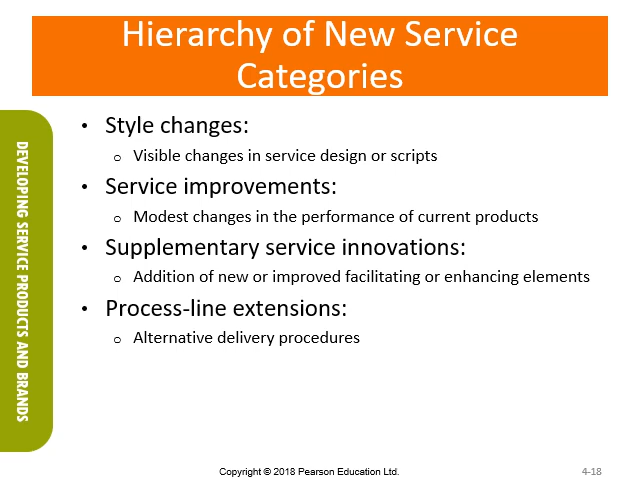 Hierarchy of New Service
Categories
DEVELOPING SERVICE PRODUCTS AND BRANDS
• Style changes:
o Visible changes in service design or scripts
• Service improvements:
o Modest changes in the performance of current products
• Supplementary service innovations:
o Addition of new or improved facilitating or enhancing elements
• Process-line extensions:
o Alternative delivery procedures
Copyright © 2018 Pearson Education Ltd.
4-18